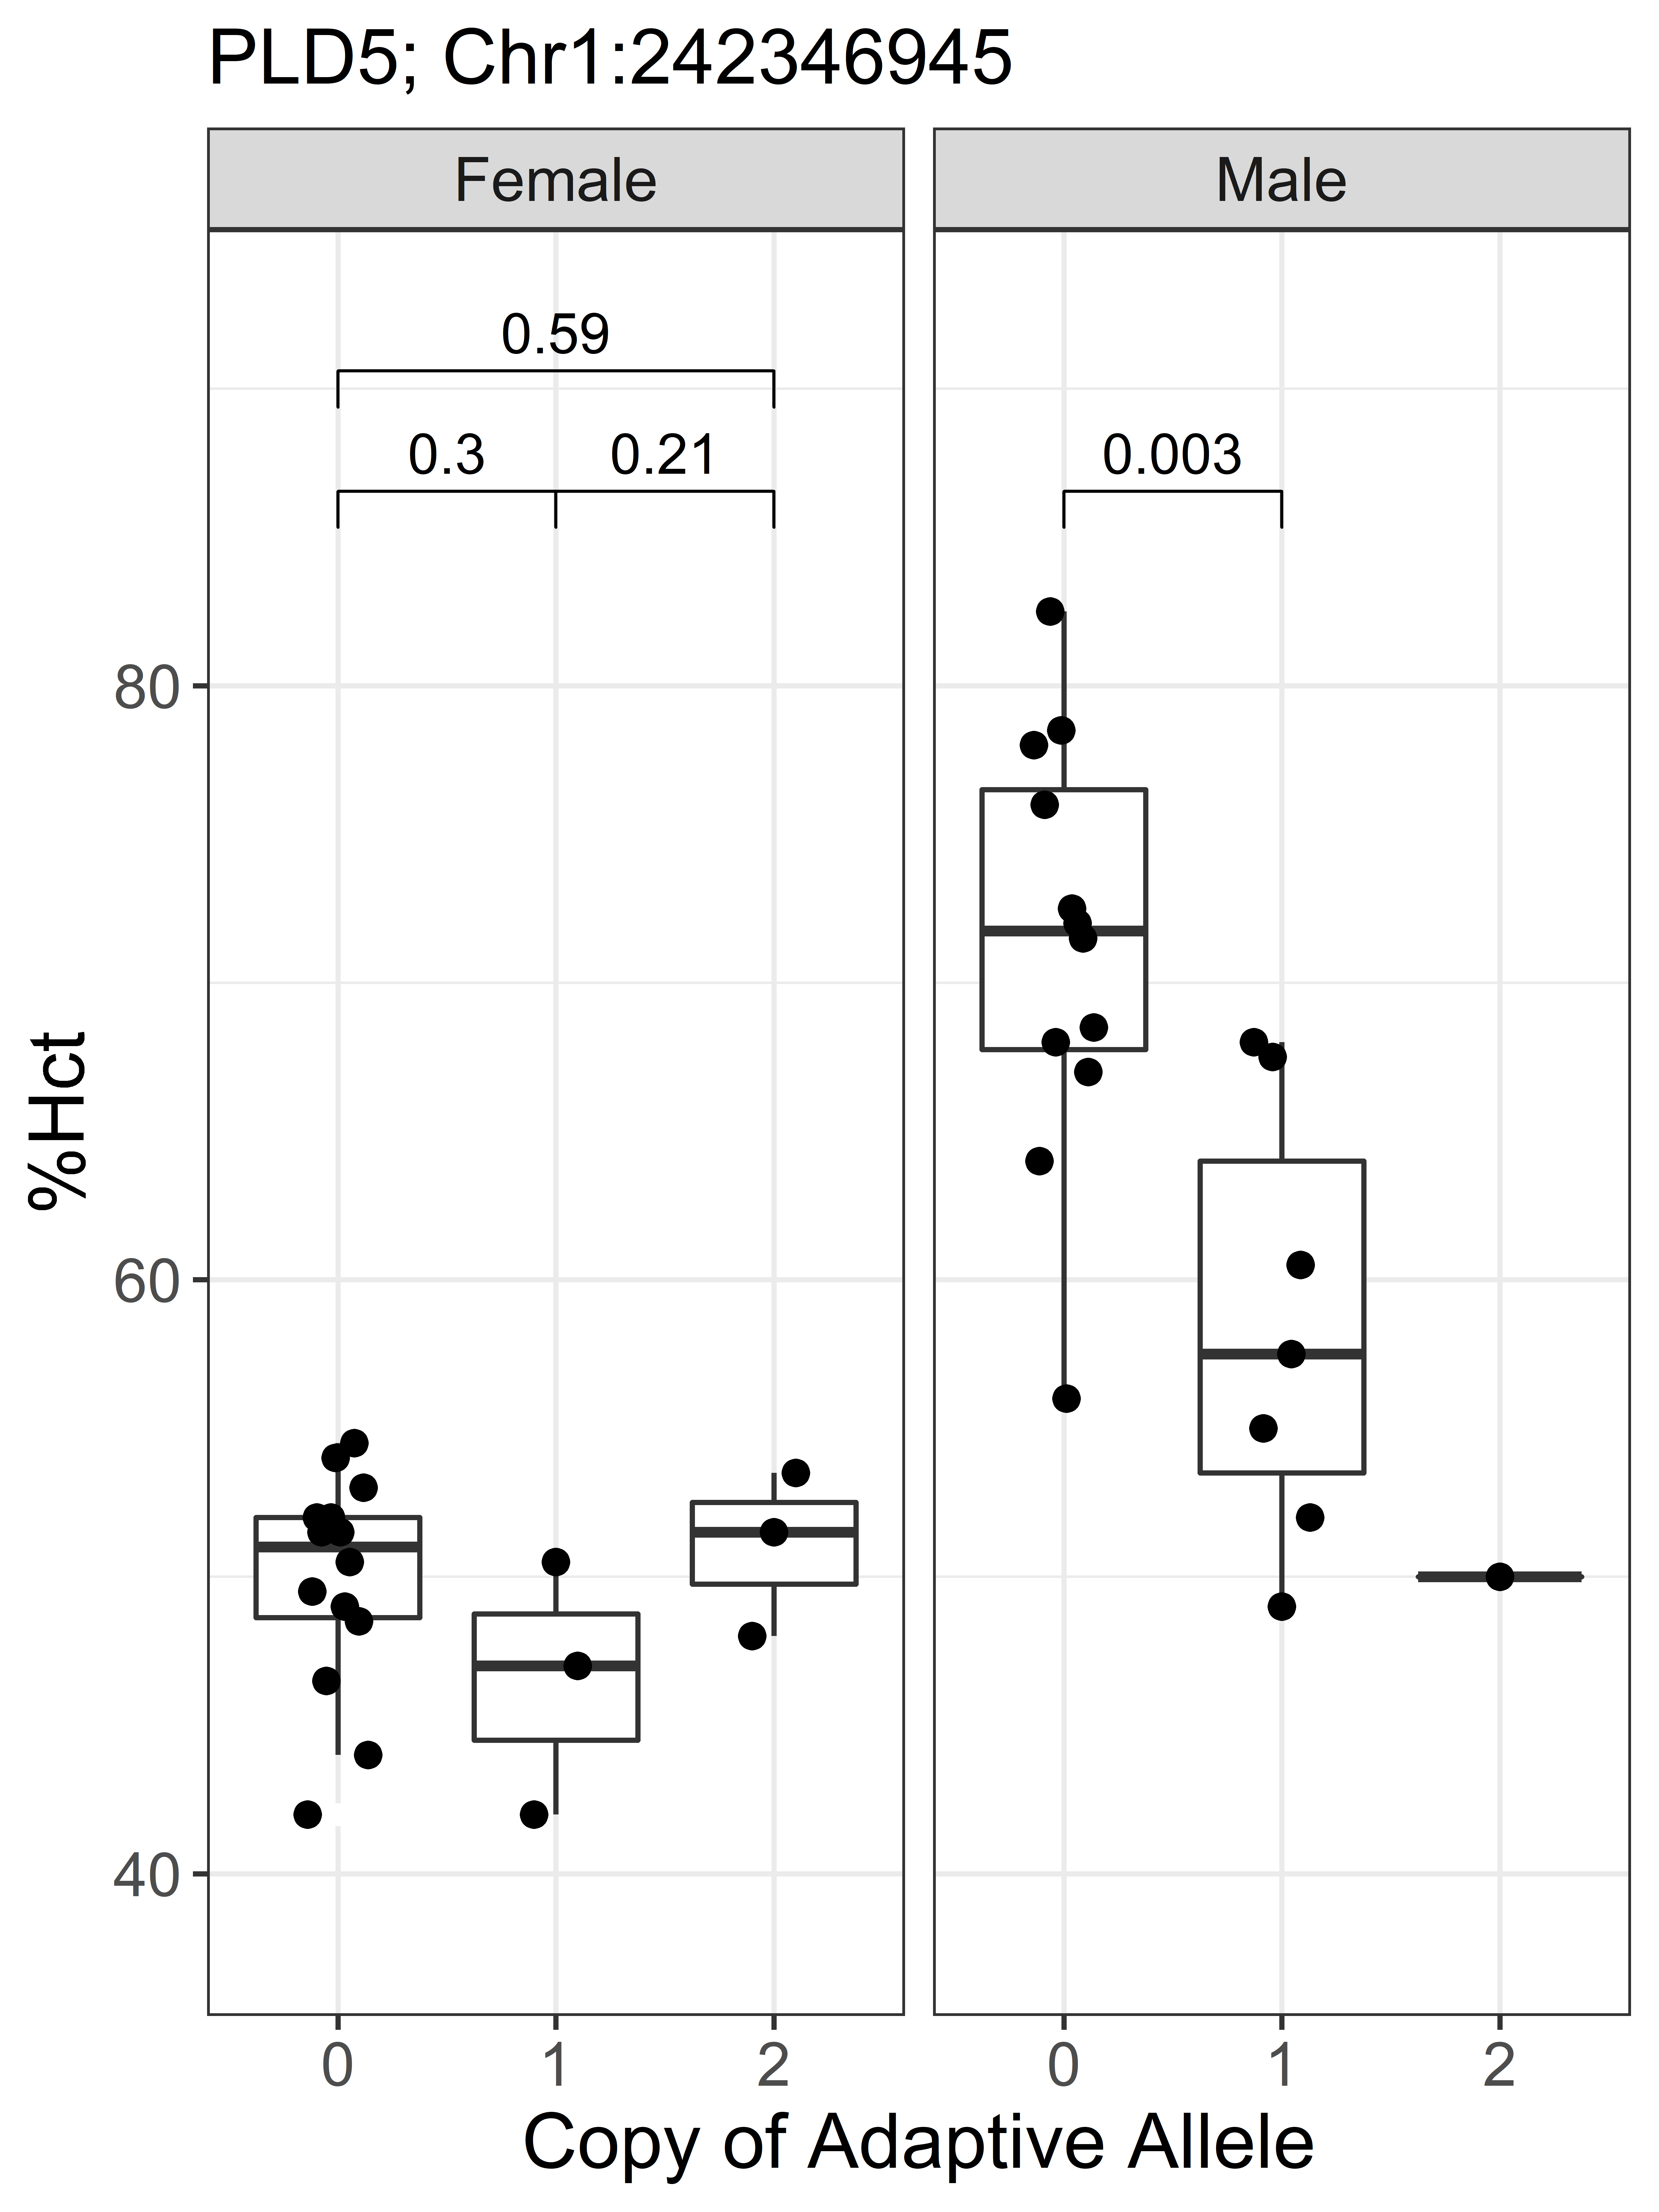 PLD5; Chr1:242346945
Female
Male
0.59
0.3
0.21
0.003
80
60
40
%Hct
0
1
2
0
1
2
Copy of Adaptive Allele